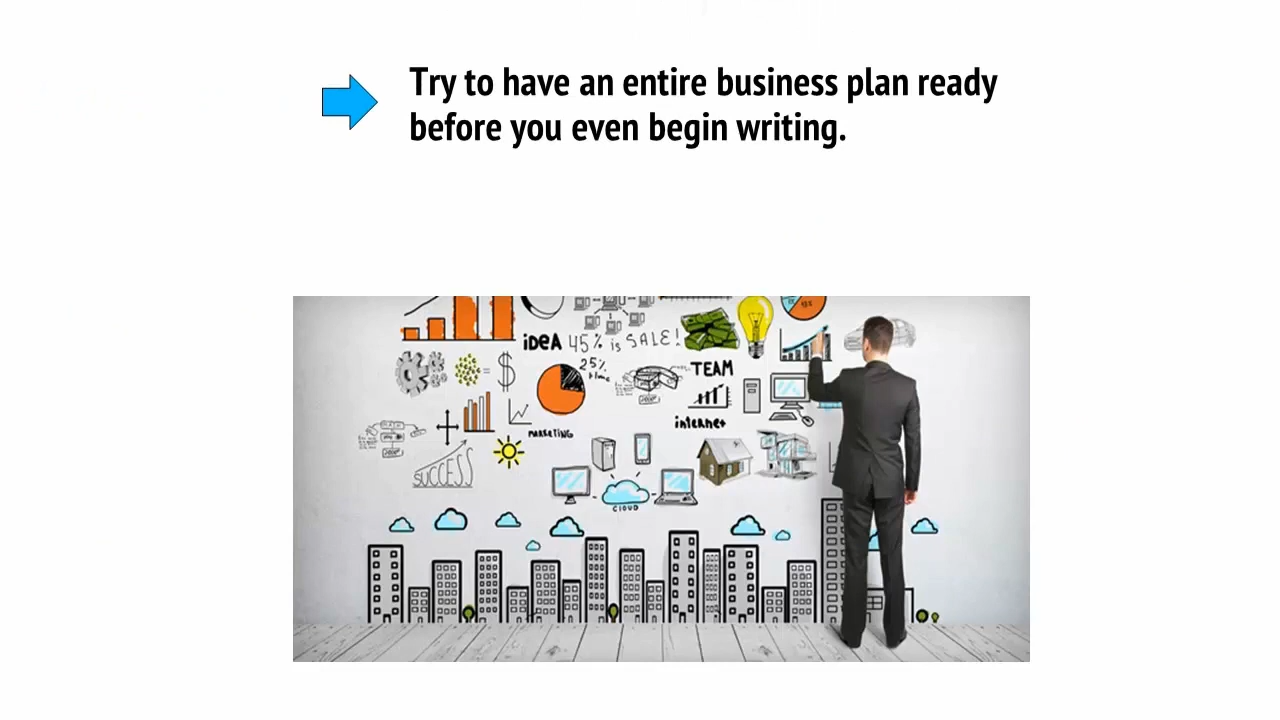 Try to have an entire business plan ready
before you even begin writing.
iDEA 45% is SALE!
25%
TEAM
internet
MARKETING
SUCCESS
CLOUD